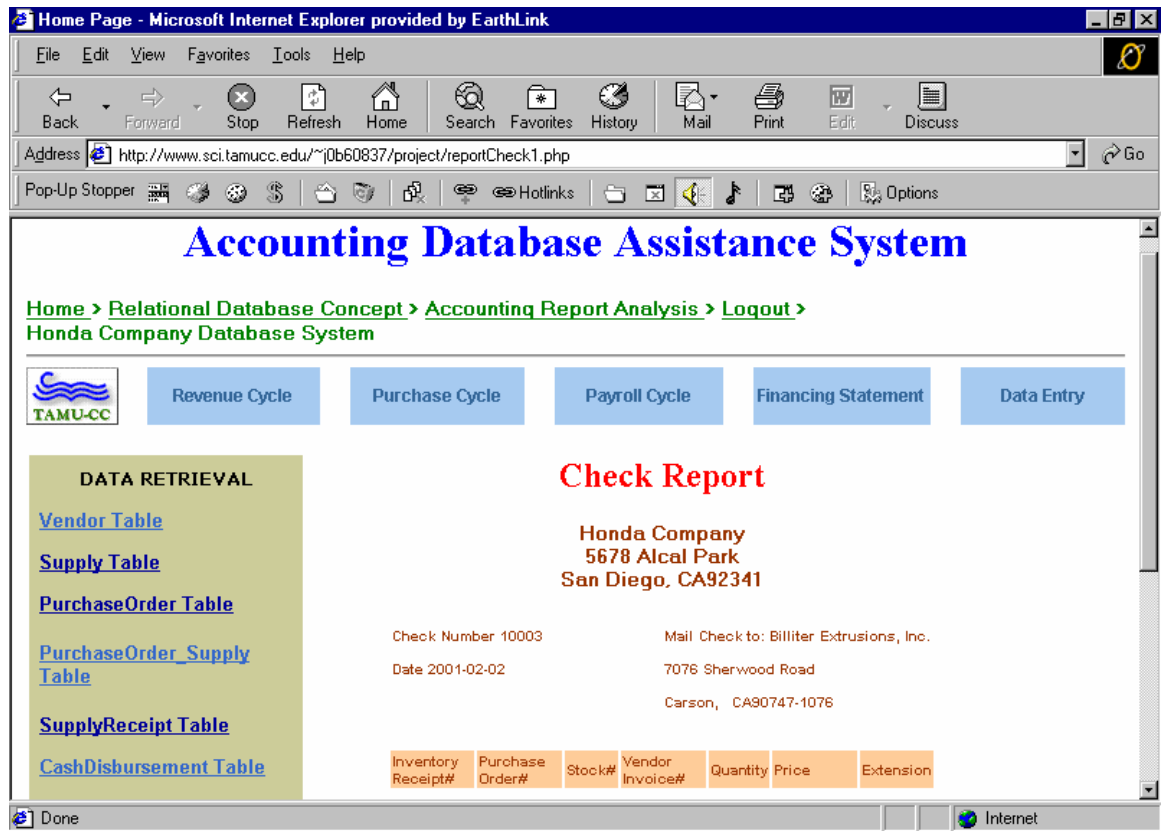 Home Page - Microsoft Internet Explorer provided by EarthLink
File Edit View Favorites Tools Help
Back Forward Stop Refresh Home Search Favorites History Mail Print Edit Discuss
Address http://www.sci.tamucc.edu/~j0b60837/project/reportCheck1.php Go
Pop-Up Stopper Hotlinks Options
Accounting Database Assistance System
Home > Relational Database Concept > Accounting Report Analysis > Logout >
Honda Company Database System
TAMU-CC Revenue Cycle Purchase Cycle Payroll Cycle Financing Statement Data Entry
DATA RETRIEVAL
Vendor Table
Supply Table
PurchaseOrder Table
PurchaseOrder_Supply
Table
SupplyReceipt Table
CashDisbursement Table
Check Report
Honda Company
5678 Alcal Park
San Diego, CA92341
Check Number 10003 Mail Check to: Billiter Extrusions, Inc.
Date 2001-02-02 7076 Sherwood Road
Carson, CA90747-1076
Inventory Receipt# Purchase Order# Stock# Vendor Invoice# Quantity Price Extension
Done Internet